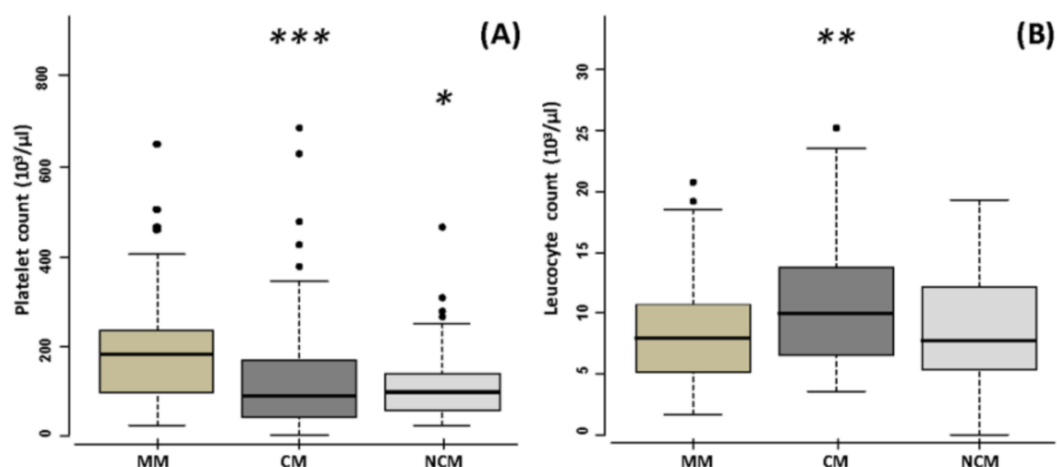 *** (A)
*
Platelet count (10³/µl)
800
600
400
200
0
MM CM NCM
** (B)
Leucocyte count (10³/µl)
30
25
20
15
10
5
0
MM CM NCM